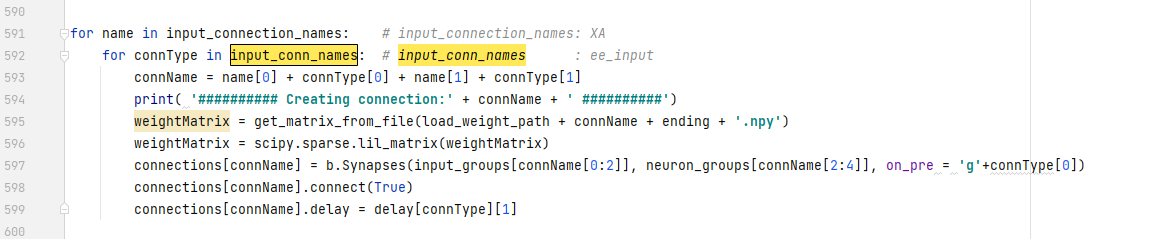 590
591 for name in input_connection_names:    # input_connection_names: XA
592     for connType in input_conn_names:  # input_conn_names      : ee_input
593         connName = name[0] + connType[0] + name[1] + connType[1]
594         print( '########## Creating connection:' + connName + ' ##########')
595         weightMatrix = get_matrix_from_file(load_weight_path + connName + ending + '.npy')
596         weightMatrix = scipy.sparse.lil_matrix(weightMatrix)
597         connections[connName] = b.Synapses(input_groups[connName[0:2]], neuron_groups[connName[2:4]], on_pre = 'g'+connType[0])
598         connections[connName].connect(True)
599         connections[connName].delay = delay[connType][1]
600